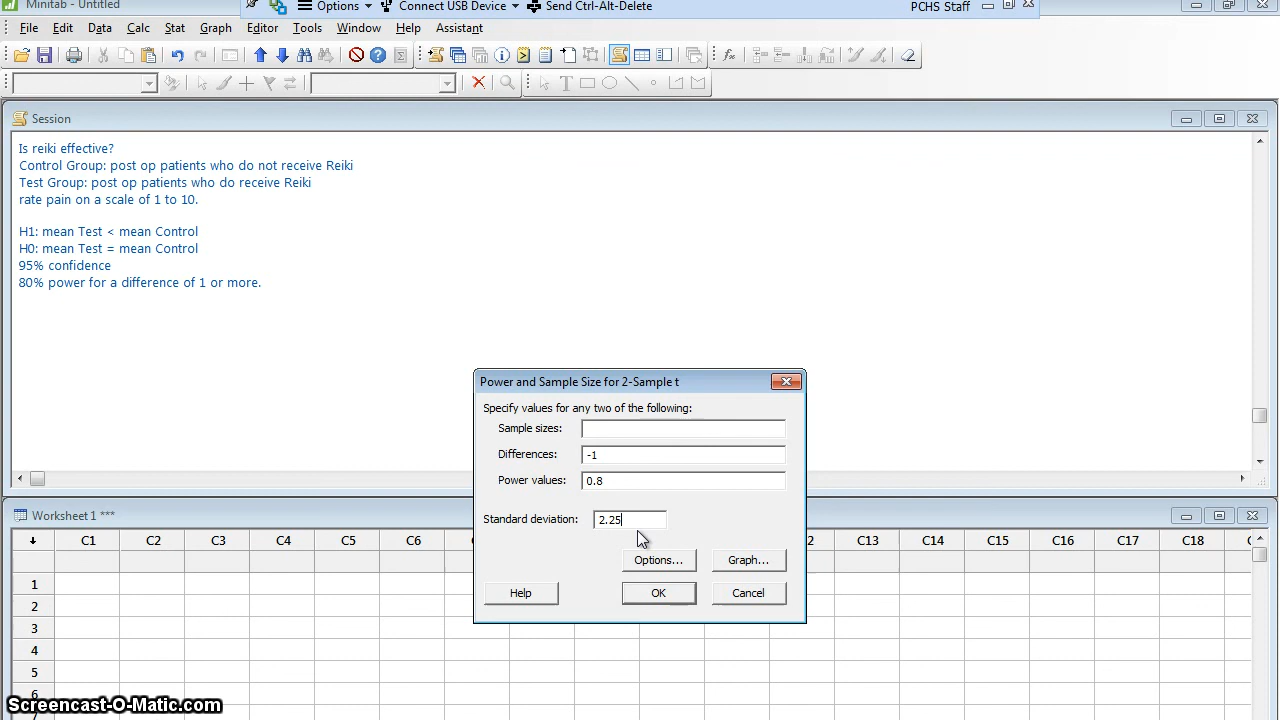 Minitab - Untitled
Options
Connect USB Device
Send Ctrl-Alt-Delete
PCHS Staff
File Edit Data Calc Stat Graph Editor Tools Window Help Assistant
Session
Is reiki effective?
Control Group: post op patients who do not receive Reiki
Test Group: post op patients who do receive Reiki
rate pain on a scale of 1 to 10.
H1: mean Test < mean Control
H0: mean Test = mean Control
95% confidence
80% power for a difference of 1 or more.
Power and Sample Size for 2-Sample t
Specify values for any two of the following:
Sample sizes:
Differences: -1
Power values: 0.8
Standard deviation: 2.25
Options... Graph...
Help OK Cancel
Worksheet 1 ***
C1 C2 C3 C4 C5 C6 C13 C14 C15 C16 C17 C18
1
2
3
4
5
6
Screencast-O-Matic.com